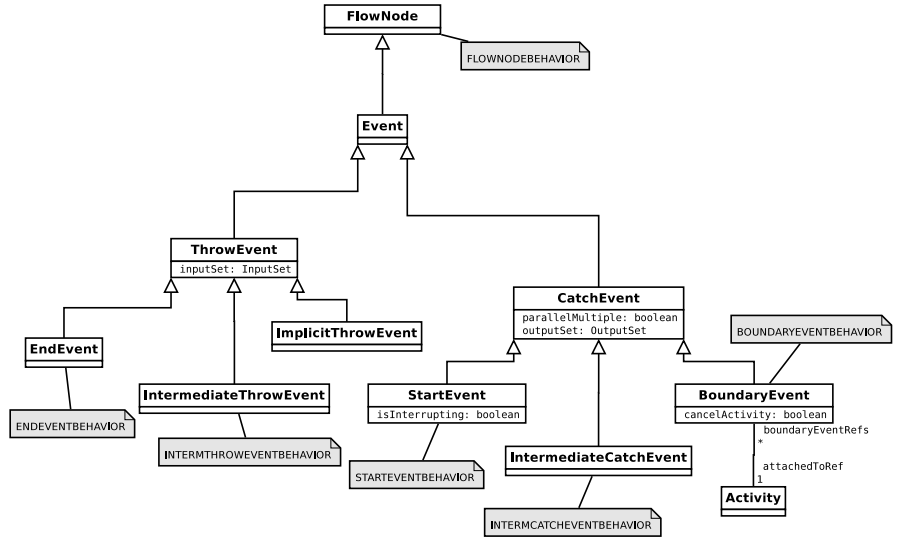 FlowNode
FLOWNODEBEHAVIOR
Event
ThrowEvent
inputSet: InputSet
CatchEvent
parallelMultiple: boolean
outputSet: OutputSet
ImplicitThrowEvent
BOUNDARYEVENTBEHAVIOR
EndEvent
IntermediateThrowEvent
StartEvent
isInterrupting: boolean
BoundaryEvent
cancelActivity: boolean
ENDEVENTBEHAVIOR
boundaryEventRefs
*
INTERMTHROWEVENTBEHAVIOR
IntermediateCatchEvent
attachedToRef
1
STARTEVENTBEHAVIOR
Activity
INTERMCATCHEVENTBEHAVIOR